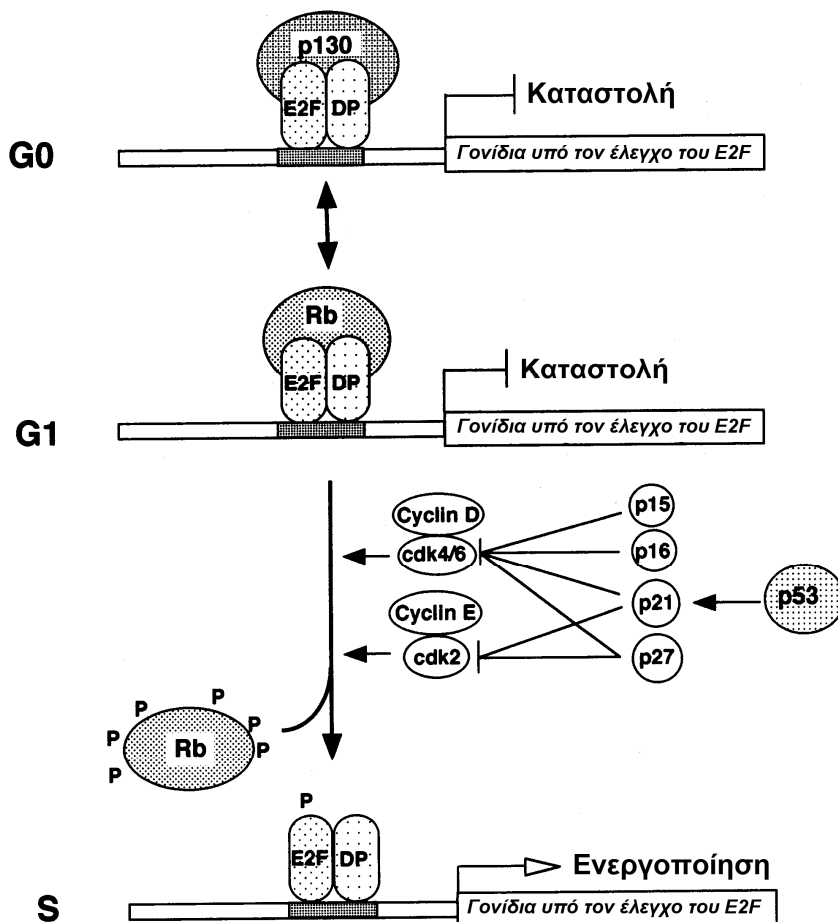 p130
E2F DP
Καταστολή
G0
Γονίδια υπό τον έλεγχο του E2F
Rb
E2F DP
Καταστολή
G1
Γονίδια υπό τον έλεγχο του E2F
Cyclin D
cdk4/6
p15
p16
p21
p53
Cyclin E
cdk2
p27
P
P
P
P
P
P
Rb
P
E2F DP
Ενεργοποίηση
S
Γονίδια υπό τον έλεγχο του E2F